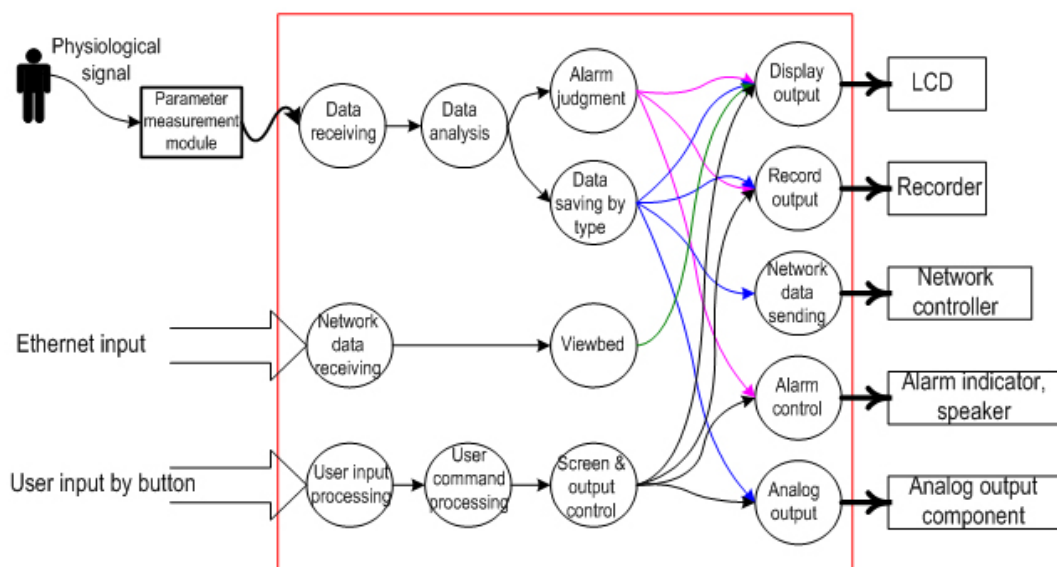 Physiological
signal
Parameter
measurement
module
Data
receiving
Data
analysis
Alarm
judgment
Data
saving by
type
Display
output
LCD
Record
output
Recorder
Network
data
sending
Network
controller
Ethernet input
Network
data
receiving
Viewbed
Alarm
control
Alarm indicator,
speaker
User input by button
User input
processing
User
command
processing
Screen &
output
control
Analog
output
Analog output
component